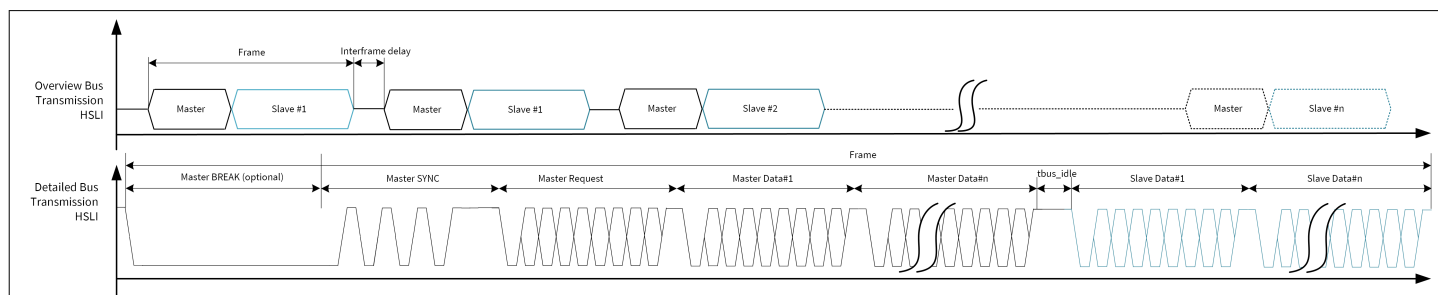 Frame
Interframe delay
Overview Bus
Transmission
HSLI
Master
Slave #1
Master
Slave #1
Master
Slave #2
Master
Slave #n
Frame
Detailed Bus
Transmission
HSLI
Master BREAK (optional)
Master SYNC
Master Request
Master Data#1
Master Data#n
tbus_idle
Slave Data#1
Slave Data#n